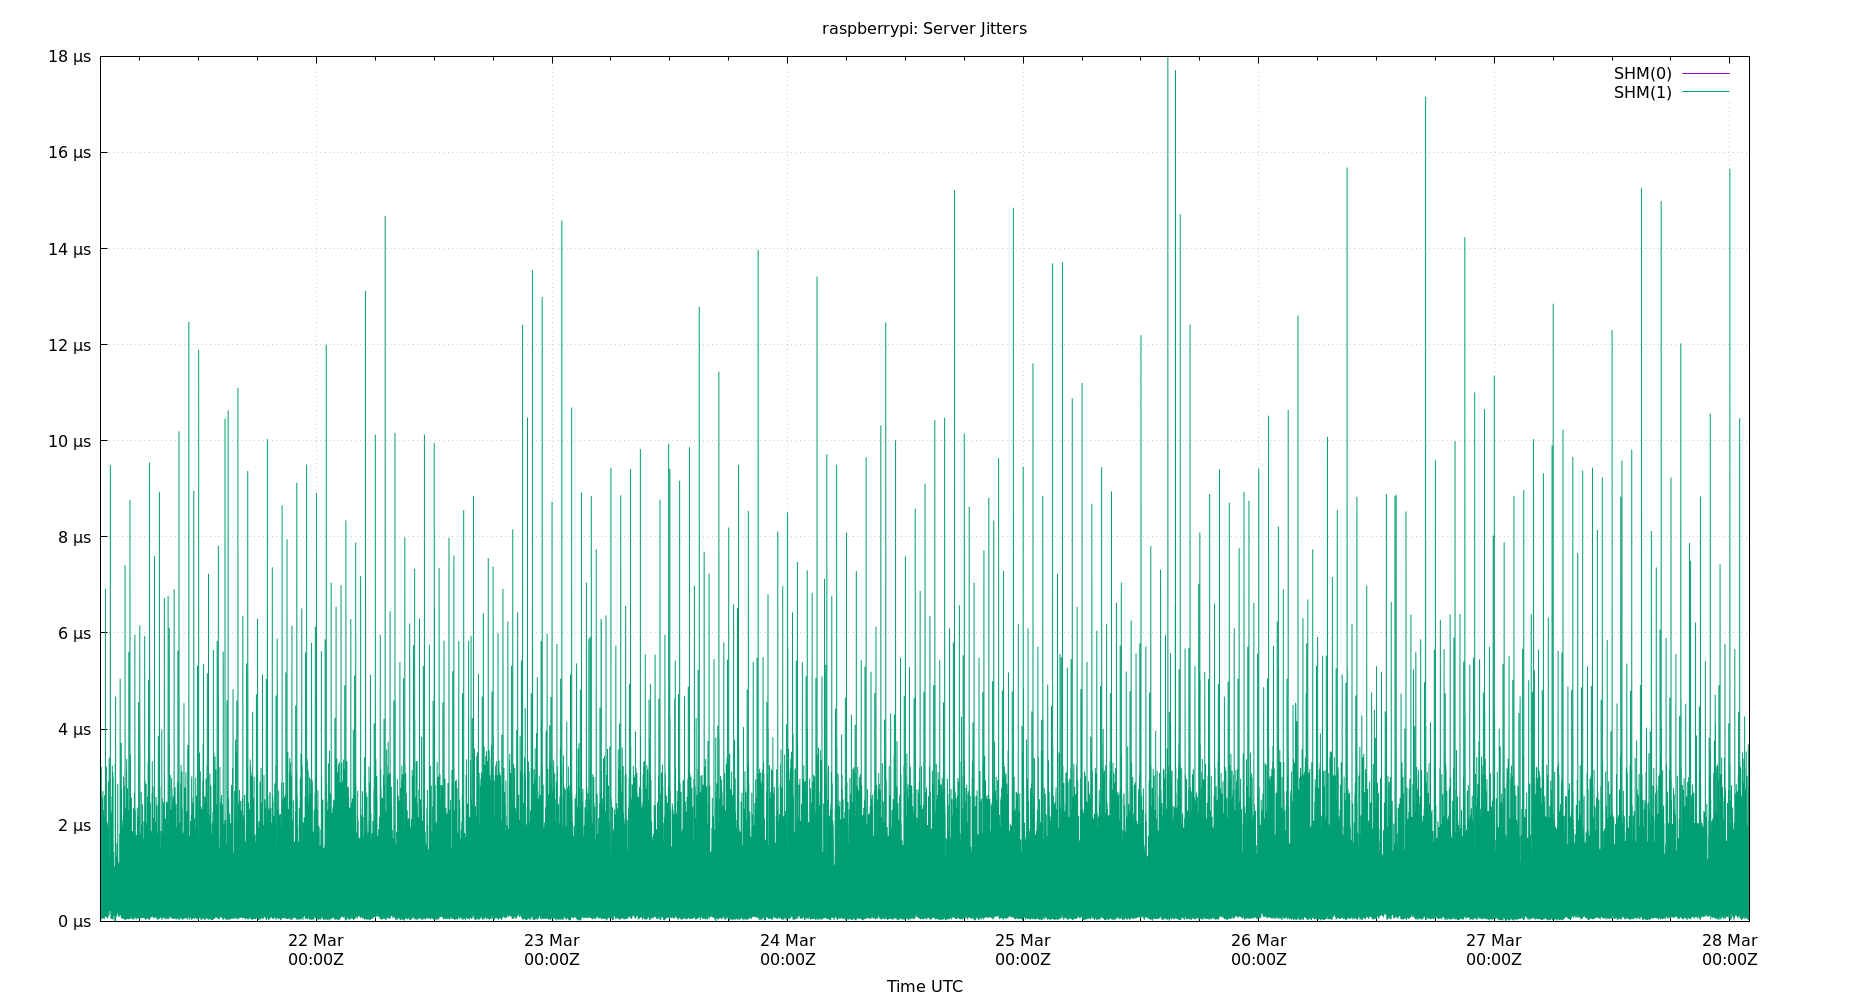 raspberrypi: Server Jitters
18 µs
16 µs
14 µs
12 µs
10 µs
8 µs
6 µs
4 µs
2 µs
0 µs
SHM(0)
SHM(1)
22 Mar 23 Mar 24 Mar 25 Mar 26 Mar 27 Mar 28 Mar
00:00Z 00:00Z 00:00Z 00:00Z 00:00Z 00:00Z 00:00Z
Time UTC